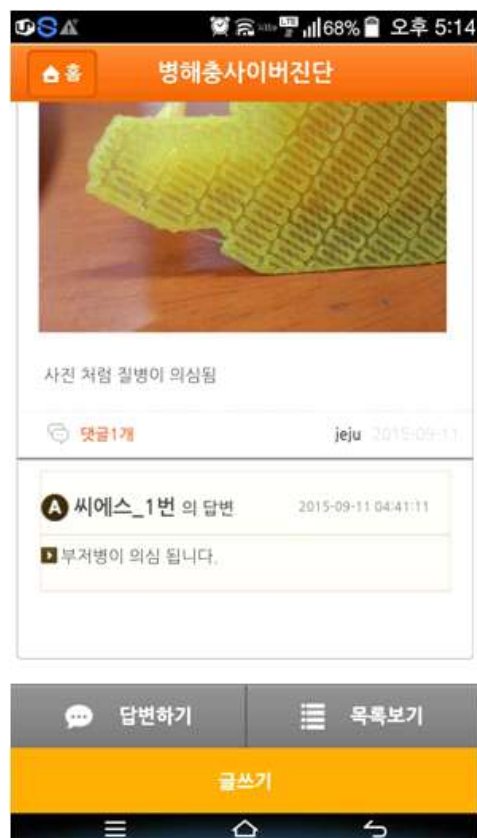 68% 오후 5:14
홈 병해충사이버진단
사진 처럼 질병이 의심됨
댓글1개 jeju 2015-09-11
A 씨에스_1번 의 답변 2015-09-11 04:41:11
부저병이 의심 됩니다.
답변하기 목록보기
글쓰기